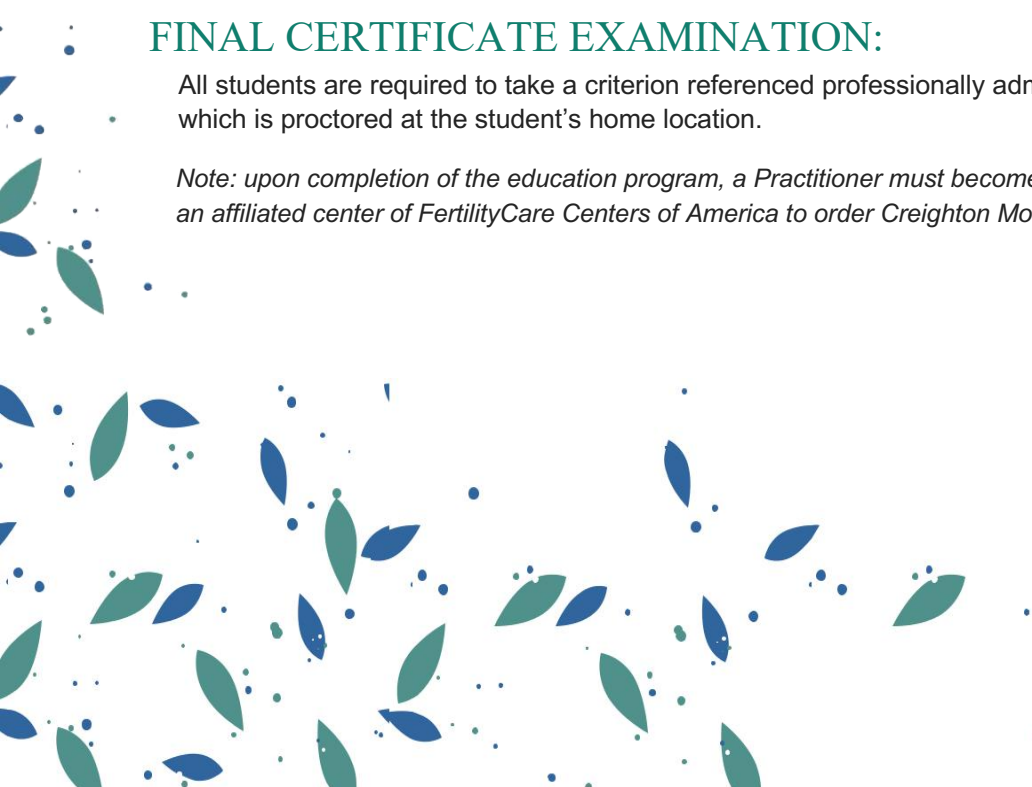 FINAL CERTIFICATE EXAMINATION:
All students are required to take a criterion referenced professionally
which is proctored at the student’s home location.
Note: upon completion of the education program, a Practitioner must become
an affiliated center of FertilityCare Centers of America to order Creighton